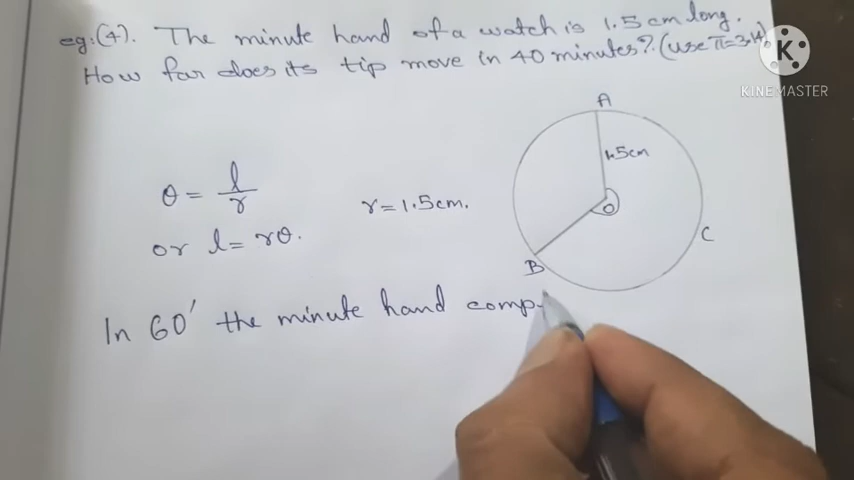 eg:(4). The minute hand of a watch is 1.5 cm long.
How far does its tip move in 40 minutes? (use π=3.14).
K
KINEMASTER
A
1.5cm
θ = l/r
r=1.5cm.
O
C
or l= rθ.
B
In 60' the minute hand comp-